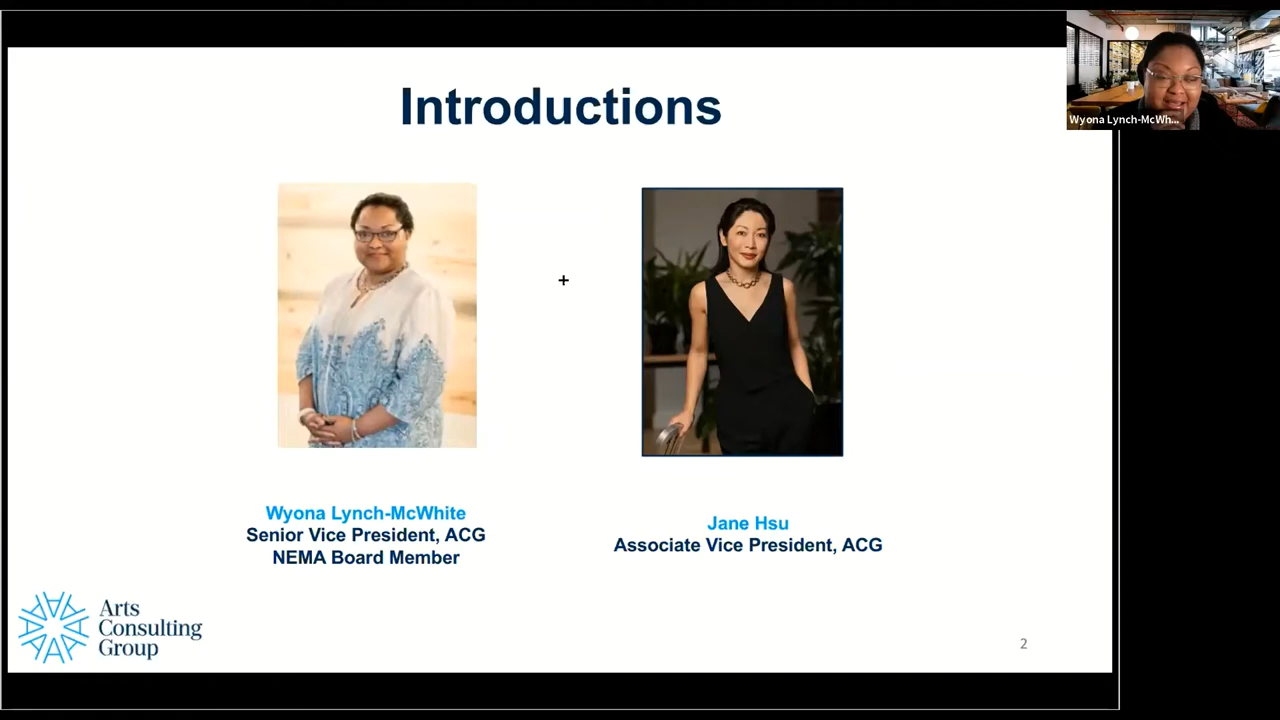 Introductions
Wyona Lynch-McWh...
+
Wyona Lynch-McWhite
Senior Vice President, ACG
NEMA Board Member
Jane Hsu
Associate Vice President, ACG
Arts
Consulting
Group
2